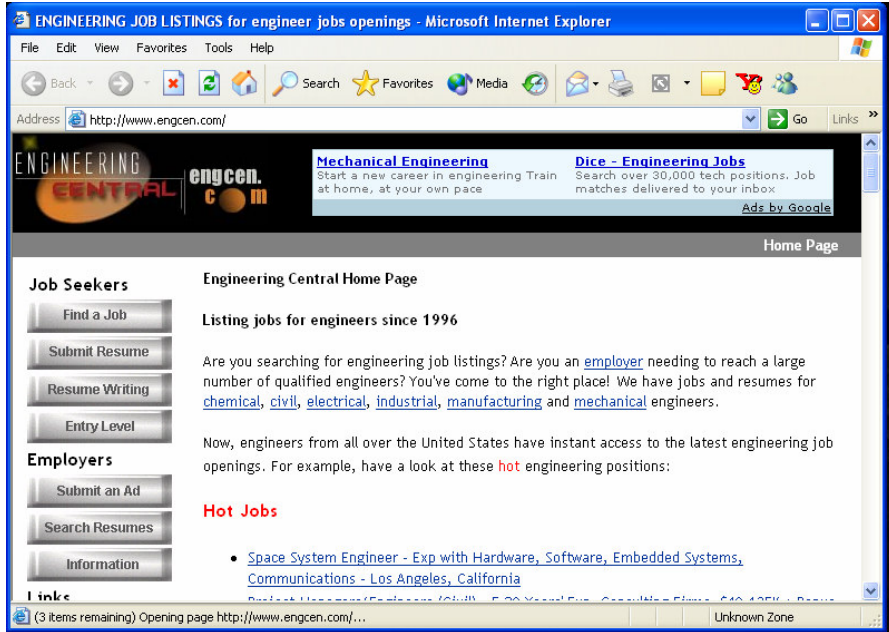 ENGINEERING JOB LISTINGS for engineer jobs openings - Microsoft Internet Explorer
File Edit View Favorites Tools Help
Back Search Favorites Media
Address http://www.engcen.com/ Go Links »
ENGINEERING
CENTRAL
engcen.
com
Mechanical Engineering
Start a new career in engineering Train
at home, at your own pace
Dice - Engineering Jobs
Search over 30,000 tech positions. Job
matches delivered to your inbox
Ads by Google
Home Page
Job Seekers
Find a Job
Submit Resume
Resume Writing
Entry Level
Employers
Submit an Ad
Search Resumes
Information
Links
Engineering Central Home Page
Listing jobs for engineers since 1996
Are you searching for engineering job listings? Are you an employer needing to reach a large
number of qualified engineers? You've come to the right place! We have jobs and resumes for
chemical, civil, electrical, industrial, manufacturing and mechanical engineers.
Now, engineers from all over the United States have instant access to the latest engineering job
openings. For example, have a look at these hot engineering positions:
Hot Jobs
• Space System Engineer - Exp with Hardware, Software, Embedded Systems,
Communications - Los Angeles, California
(3 items remaining) Opening page http://www.engcen.com/...
Unknown Zone